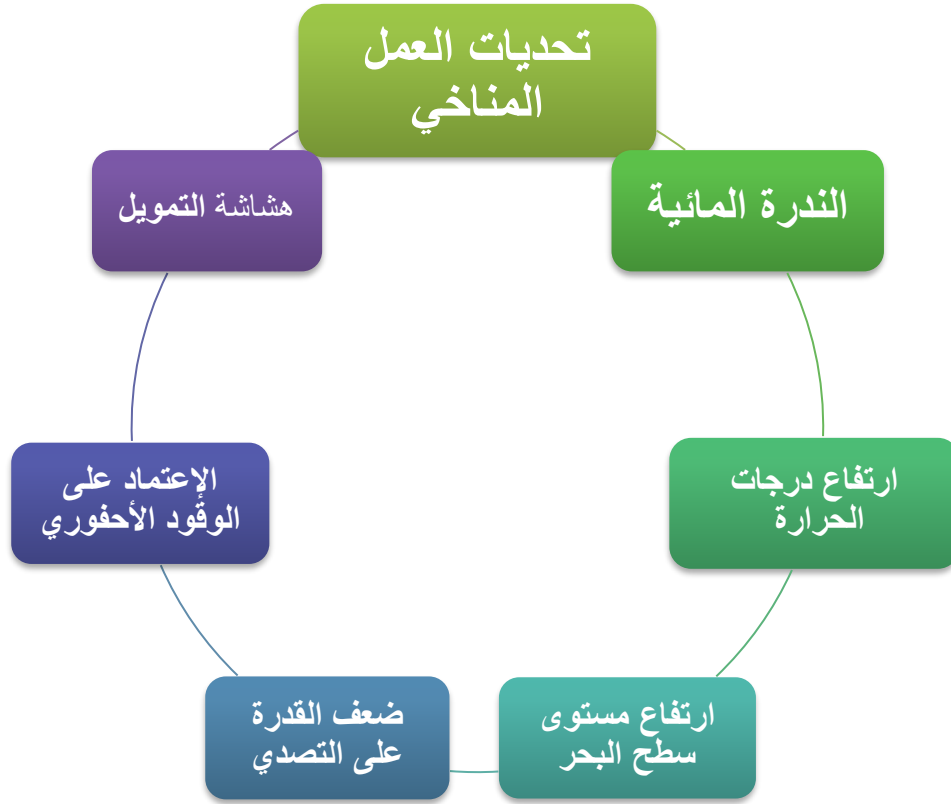 تحديات العمل
المناخي
الندرة المائية
ارتفاع درجات
الحرارة
ارتفاع مستوى
سطح البحر
ضعف القدرة
على التصدي
الإعتماد على
الوقود الأحفوري
هشاشة التمويل